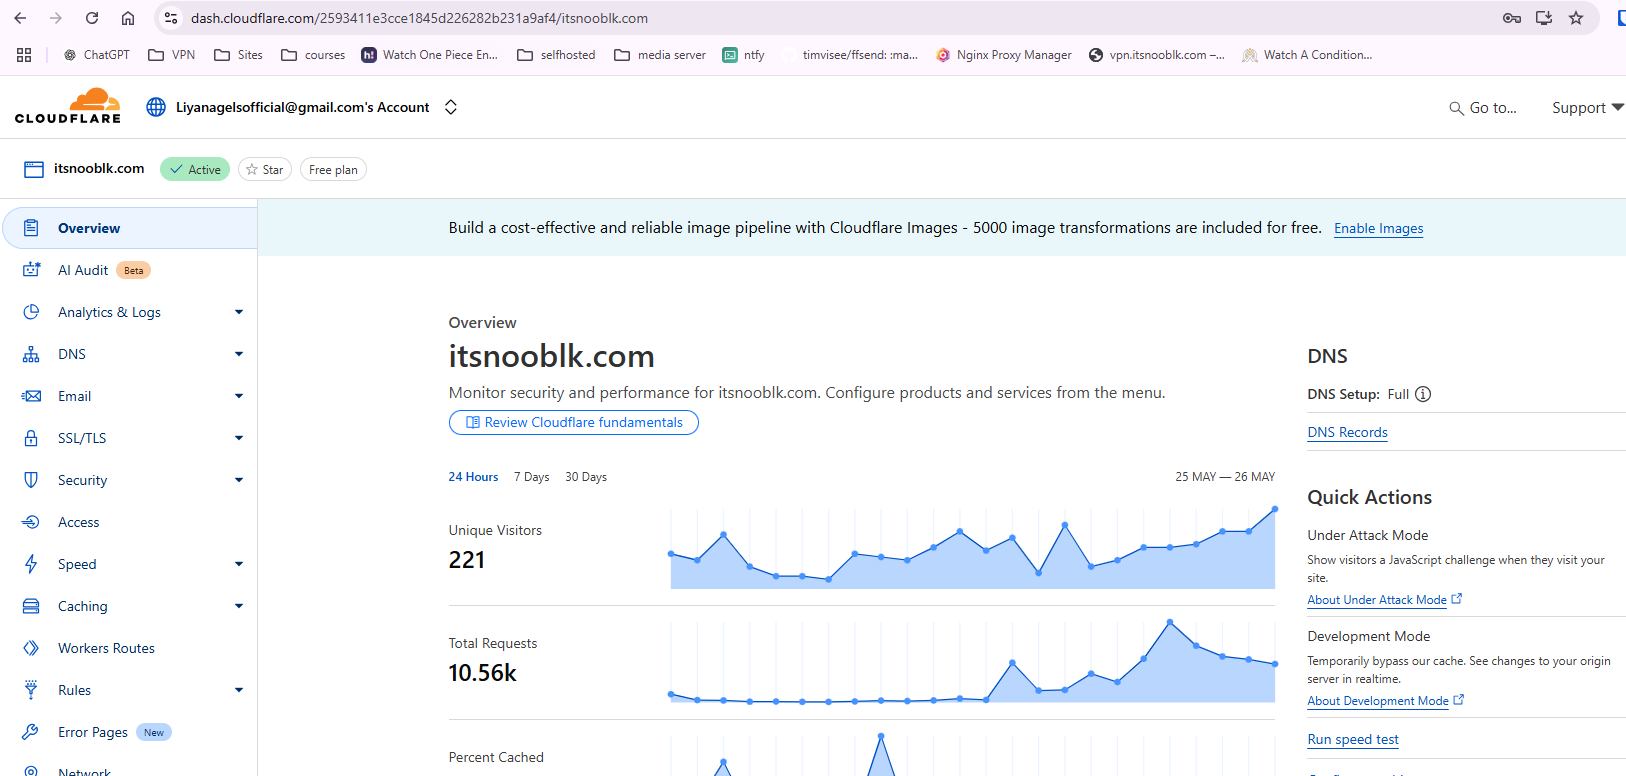 dash.cloudflare.com/2593411e3cce1845d226282b231a9af4/itsnooblk.com
ChatGPT VPN Sites courses h! Watch One Piece En... selfhosted media server ntfy timvisee/ffsend: :ma... Nginx Proxy Manager vpn.itsnooblk.com –... Watch A Condition...
CLOUDFLARE Liyanagelsofficial@gmail.com's Account Go to... Support
itsnooblk.com Active Star Free plan
Overview
AI Audit Beta
Analytics & Logs
DNS
Email
SSL/TLS
Security
Access
Speed
Caching
Workers Routes
Rules
Error Pages New
Network
Build a cost-effective and reliable image pipeline with Cloudflare Images - 5000 image transformations are included for free. Enable Images
Overview
itsnooblk.com
Monitor security and performance for itsnooblk.com. Configure products and services from the menu.
Review Cloudflare fundamentals
24 Hours 7 Days 30 Days 25 MAY — 26 MAY
Unique Visitors
221
Total Requests
10.56k
Percent Cached
DNS
DNS Setup: Full
DNS Records
Quick Actions
Under Attack Mode
Show visitors a JavaScript challenge when they visit your
site.
About Under Attack Mode
Development Mode
Temporarily bypass our cache. See changes to your origin
server in realtime.
About Development Mode
Run speed test